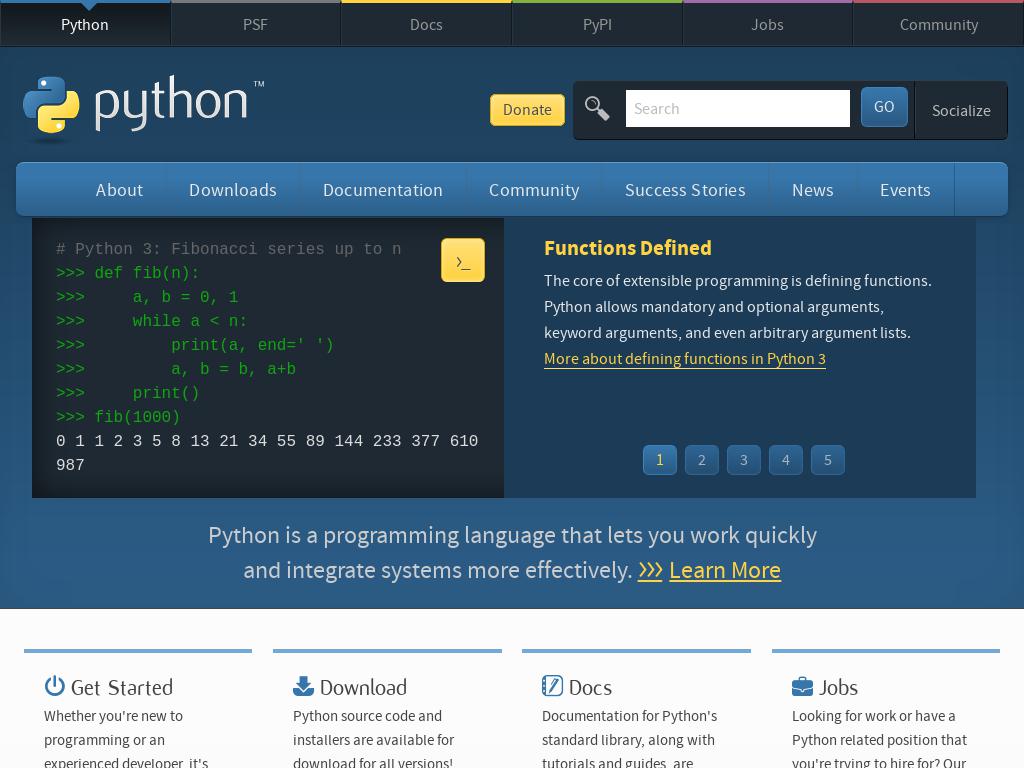 Python
PSF
Docs
PyPI
Jobs
Community
python™
Donate
Search
GO
Socialize
About
Downloads
Documentation
Community
Success Stories
News
Events
# Python 3: Fibonacci series up to n
>>> def fib(n):
>>>     a, b = 0, 1
>>>     while a < n:
>>>         print(a, end=' ')
>>>         a, b = b, a+b
>>>     print()
>>> fib(1000)
0 1 1 2 3 5 8 13 21 34 55 89 144 233 377 610
987
>_
Functions Defined
The core of extensible programming is defining functions.
Python allows mandatory and optional arguments,
keyword arguments, and even arbitrary argument lists.
More about defining functions in Python 3
1
2
3
4
5
Python is a programming language that lets you work quickly
and integrate systems more effectively. >>> Learn More
Get Started
Whether you're new to
programming or an
experienced developer, it's
Download
Python source code and
installers are available for
download for all versions!
Docs
Documentation for Python's
standard library, along with
tutorials and guides, are
Jobs
Looking for work or have a
Python related position that
you're trying to hire for? Our